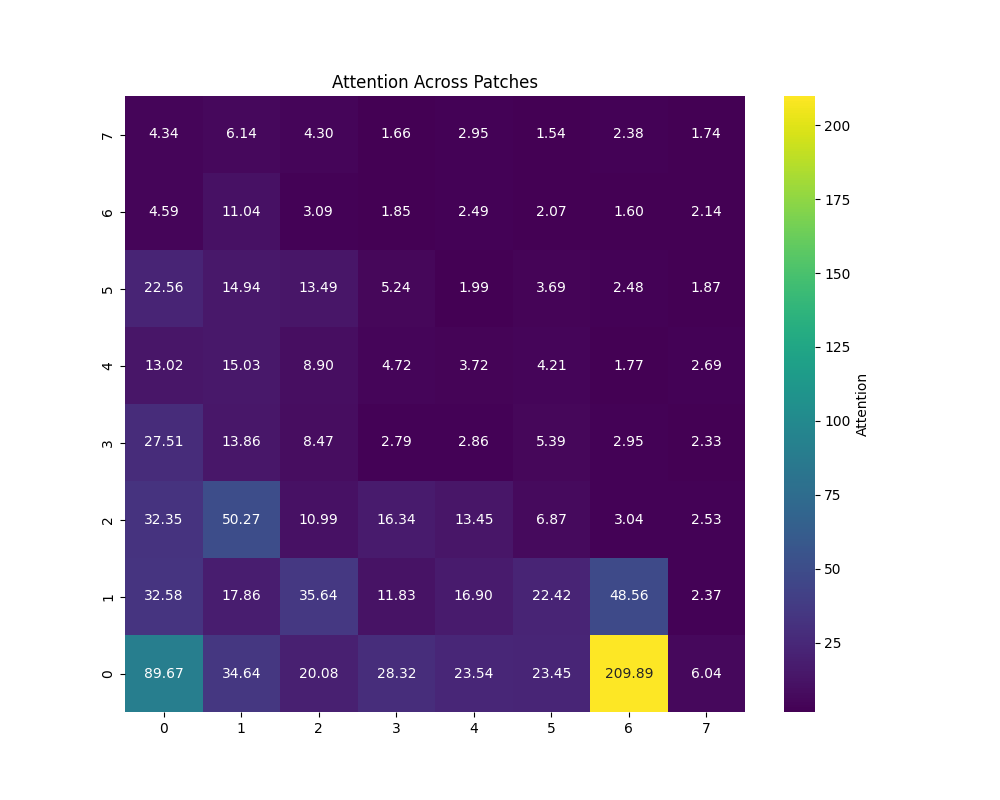 Attention Across Patches
7 4.34 6.14 4.30 1.66 2.95 1.54 2.38 1.74
6 4.59 11.04 3.09 1.85 2.49 2.07 1.60 2.14
5 22.56 14.94 13.49 5.24 1.99 3.69 2.48 1.87
4 13.02 15.03 8.90 4.72 3.72 4.21 1.77 2.69
3 27.51 13.86 8.47 2.79 2.86 5.39 2.95 2.33
2 32.35 50.27 10.99 16.34 13.45 6.87 3.04 2.53
1 32.58 17.86 35.64 11.83 16.90 22.42 48.56 2.37
0 89.67 34.64 20.08 28.32 23.54 23.45 209.89 6.04
0 1 2 3 4 5 6 7
200
175
150
125
100
75
50
25
Attention